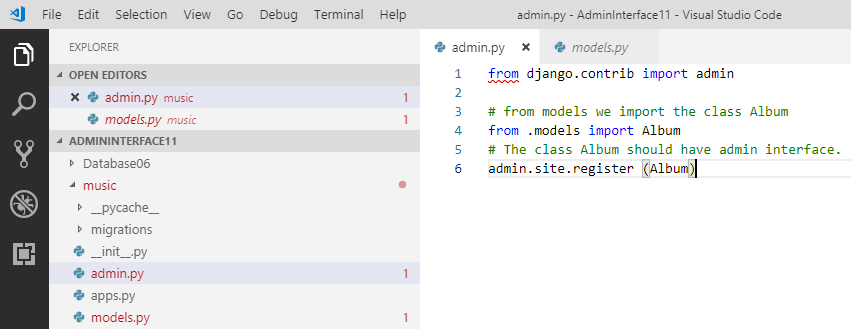 File Edit View Go Debug Terminal Help admin.py - AdminInterface11 - Visual Studio Code
EXPLORER
OPEN EDITORS
admin.py music 1
models.py music 1
ADMININTERFACE11
Database06
music
__pycache__
migrations
__init__.py
admin.py 1
apps.py
models.py 1
admin.py models.py
1 from django.contrib import admin
2
3 # from models we import the class Album
4 from .models import Album
5 # The class Album should have admin interface.
6 admin.site.register (Album)